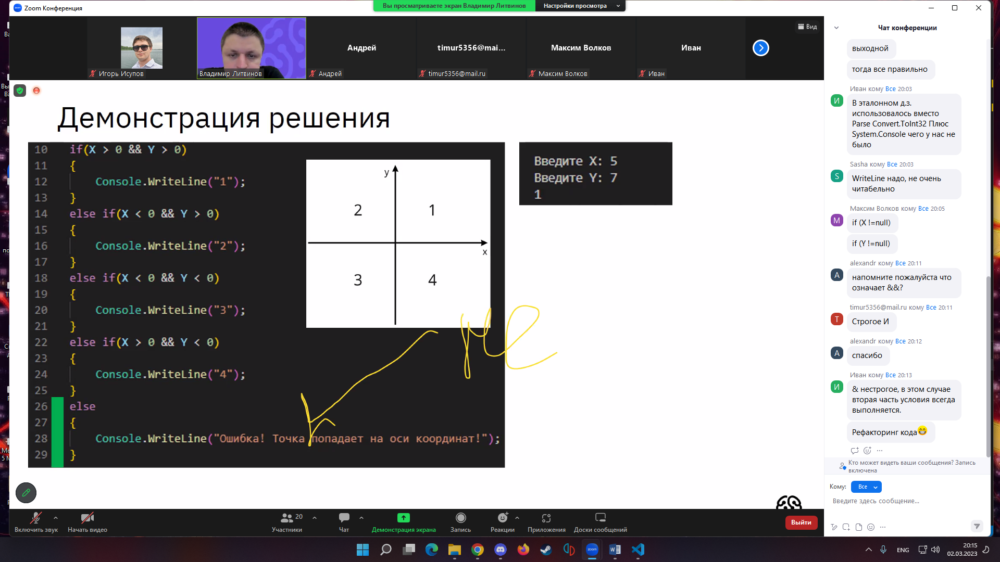 Zoom Конференция
Вы просматриваете экран Владимир Литвинов
Настройки просмотра
Вид
Игорь Исупов
Владимир Литвинов
Андрей
Андрей
timur5356@mai...
timur5356@mail.ru
Максим Волков
Максим Волков
Иван
Иван
Демонстрация решения
10 if(X > 0 && Y > 0)
11 {
12 Console.WriteLine("1");
13 }
14 else if(X < 0 && Y > 0)
15 {
16 Console.WriteLine("2");
17 }
18 else if(X < 0 && Y < 0)
19 {
20 Console.WriteLine("3");
21 }
22 else if(X > 0 && Y < 0)
23 {
24 Console.WriteLine("4");
25 }
26 else
27 {
28 Console.WriteLine("Ошибка! Точка попадает на оси координат!");
29 }
y
2 1
x
3 4
Введите X: 5
Введите Y: 7
1
Чат конференции
выходной
тогда все правильно
Иван кому Все 20:03
И
В эталонном д.з.
использовалось вместо
Parse Convert.ToInt32 Плюс
System.Console чего у нас не
было
Sasha кому Все 20:03
S
WriteLine надо, не очень
читабельно
Максим Волков кому Все 20:05
М
if (X !=null)
if (Y !=null)
alexandr кому Все 20:11
A
напомните пожалуйста что
означает &&?
timur5356@mail.ru кому Все 20:11
T
Строгое И
alexandr кому Все 20:12
A
спасибо
Иван кому Все 20:13
И
& нестрогое, в этом случае
вторая часть условия всегда
выполняется.
Рефакторинг кода😁
Кто может видеть ваши сообщения? Запись
включена
Кому: Все
Введите здесь сообщение...
Включить звук
Начать видео
20
Участники
Чат
Демонстрация экрана
Запись
Реакции
Приложения
Доски сообщений
Выйти
zoom
ENG
20:15
02.03.2023